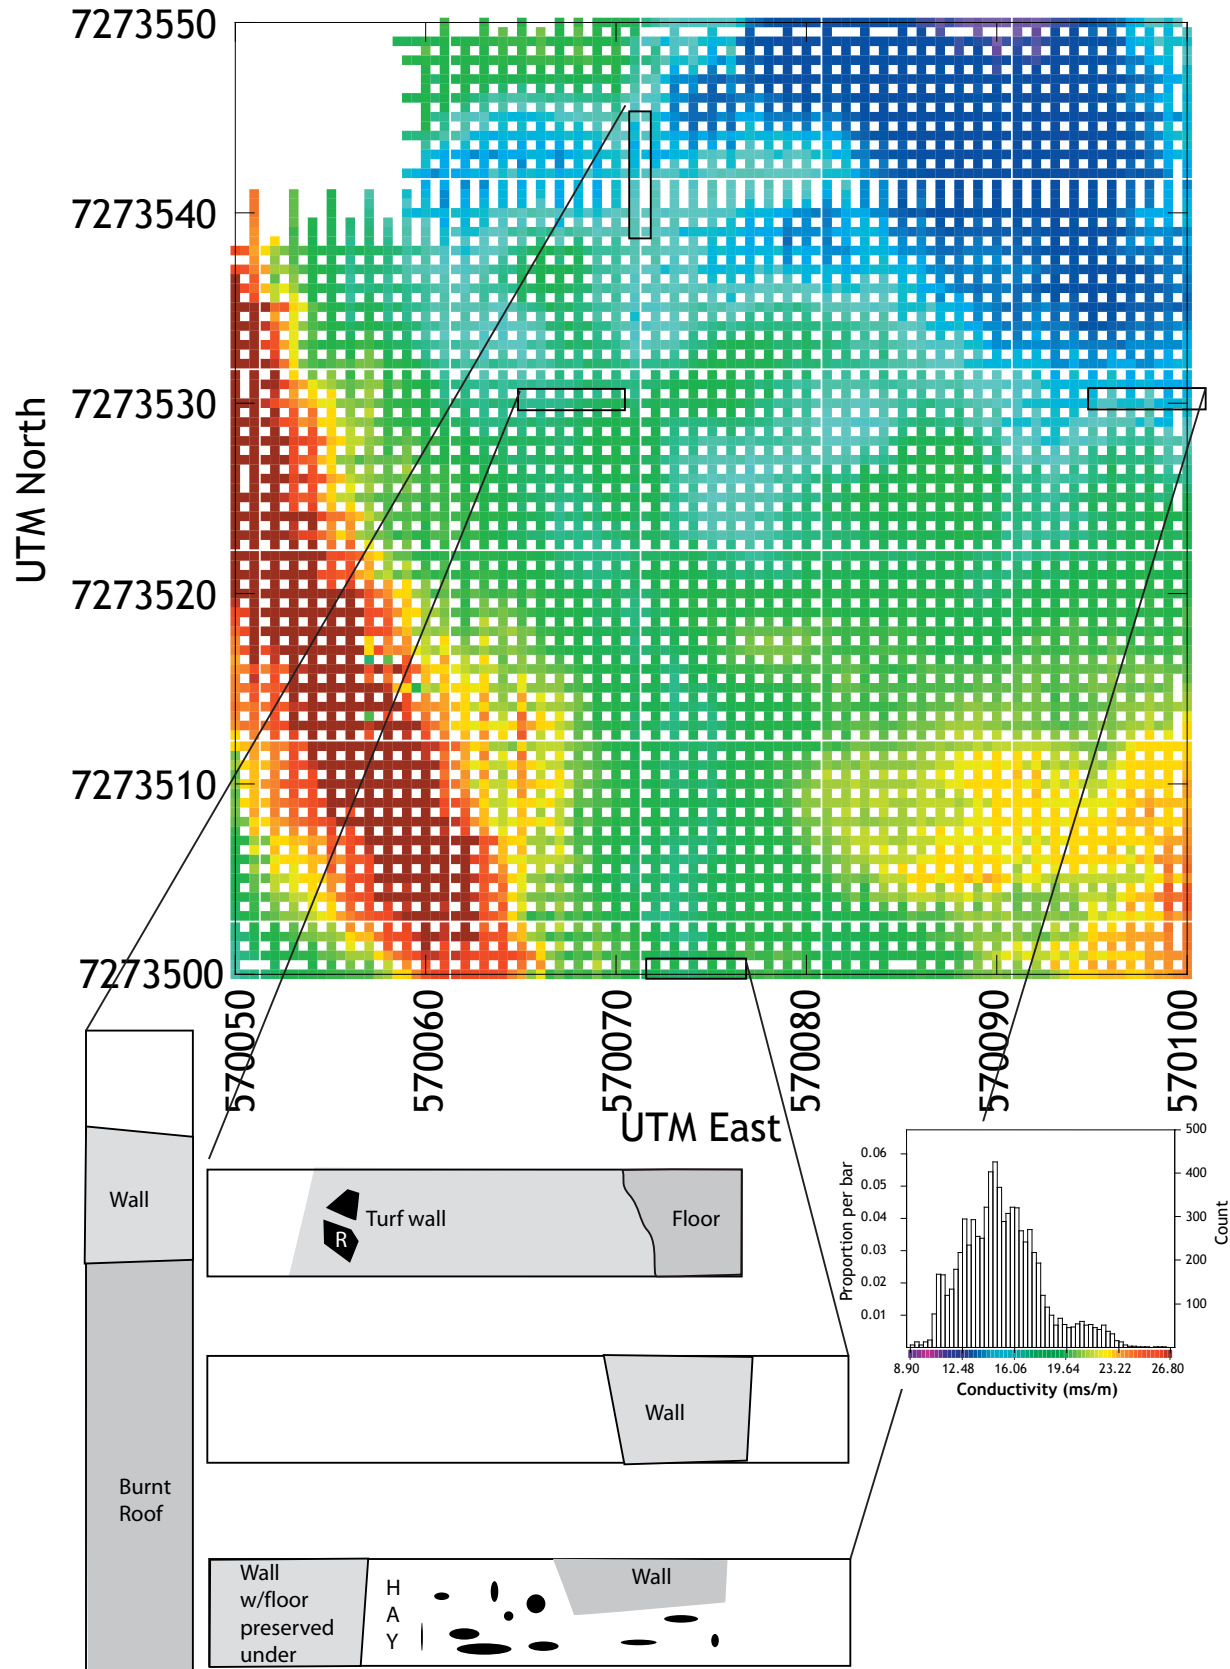 7273550
7273540
7273530
7273520
7273510
7273500
UTM North
570050
570060
570070
570080
570090
570100
UTM East
Wall
Burnt
Roof
R
Turf wall
Floor
Wall
Wall
w/floor
preserved
under
H
A
Y
Wall
Proportion per bar
0.06
0.05
0.04
0.03
0.02
0.01
500
400
300
200
100
Count
8.90 12.48 16.06 19.64 23.22 26.80
Conductivity (ms/m)